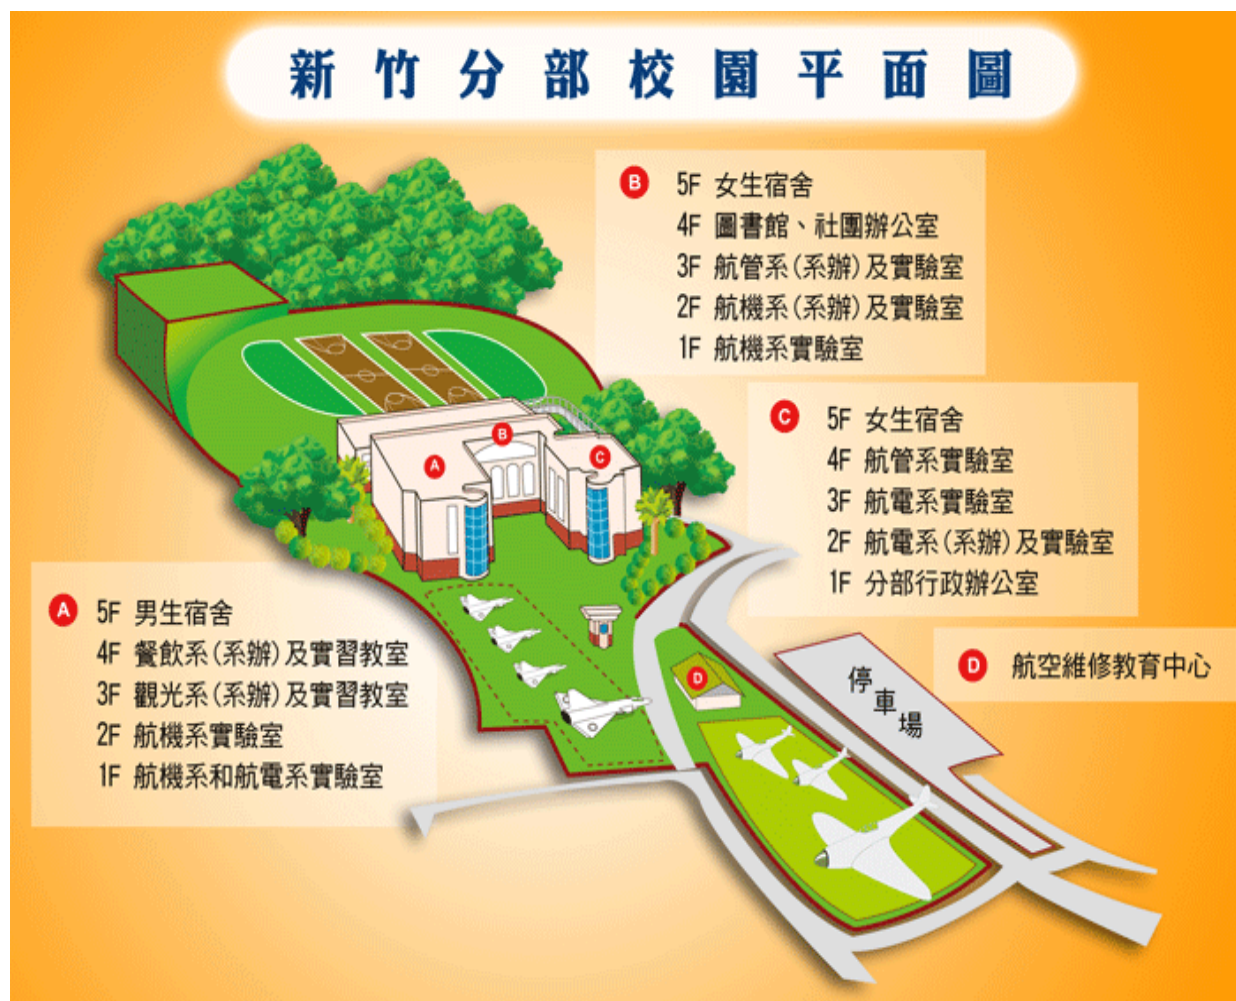 新竹分部校園平面圖
B
5F 女生宿舍
4F 圖書館、社團辦公室
3F 航管系(系辦)及實驗室
2F 航機系(系辦)及實驗室
1F 航機系實驗室
C
5F 女生宿舍
4F 航管系實驗室
3F 航電系實驗室
2F 航電系(系辦)及實驗室
1F 分部行政辦公室
B
A
C
A
5F 男生宿舍
4F 餐飲系(系辦)及實習教室
3F 觀光系(系辦)及實習教室
2F 航機系實驗室
1F 航機系和航電系實驗室
D
停車場
D 航空維修教育中心